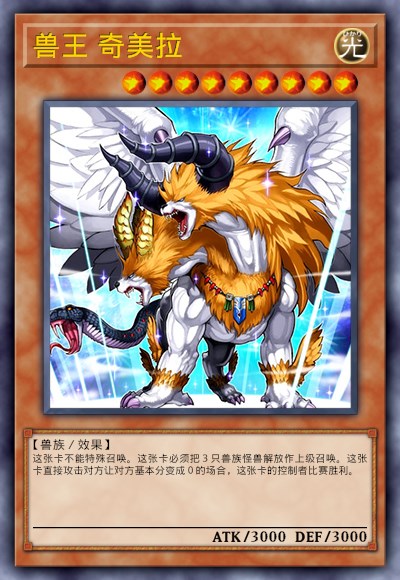 兽王 奇美拉
光
【兽族／效果】
这张卡不能特殊召唤。这张卡必须把３只兽族怪兽解放作上级召唤。这张
卡直接攻击对方让对方基本分变成０的场合，这张卡的控制者比赛胜利。
ATK/3000 DEF/3000